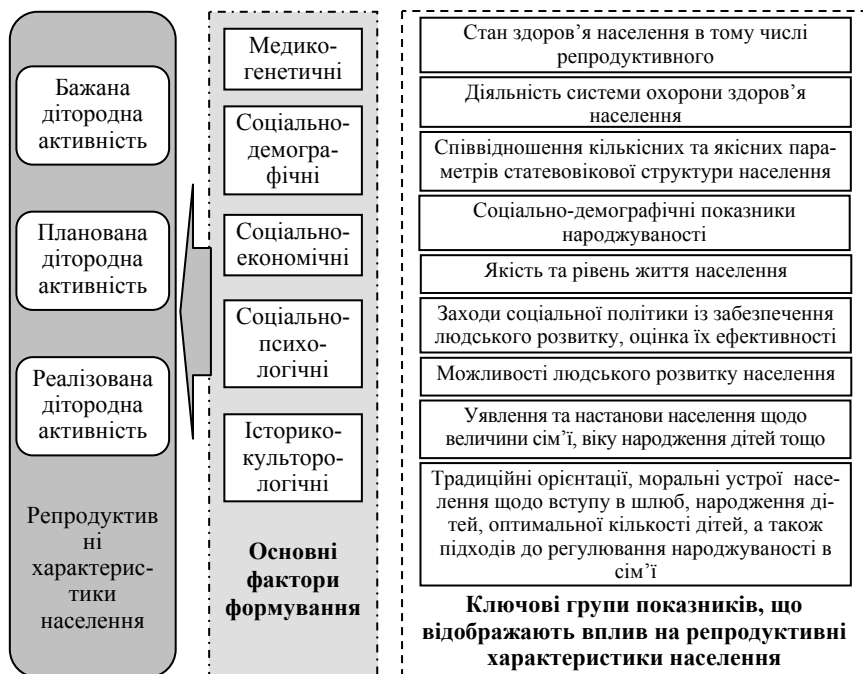 Бажана
дітородна
активність
Планована
дітородна
активність
Реалізована
дітородна
активність
Репродуктив
ні
характерис-
тики
населення
Медико-
генетичні
Соціально-
демогра-
фічні
Соціально-
економічні
Соціально-
психо-
логічні
Історико-
культоро-
логічні
Основні
фактори
формування
Стан здоров’я населення в тому числі
репродуктивного
Діяльність системи охорони здоров’я
населення
Співвідношення кількісних та якісних пара-
метрів статевовікової структури населення
Соціально-демографічні показники
народжуваності
Якість та рівень життя населення
Заходи соціальної політики із забезпечення
людського розвитку, оцінка їх ефективності
Можливості людського розвитку населення
Уявлення та настанови населення щодо
величини сім’ї, віку народження дітей тощо
Традиційні орієнтації, моральні устрої насе-
лення щодо вступу в шлюб, народження ді-
тей, оптимальної кількості дітей, а також
підходів до регулювання народжуваності в
сім’ї
Ключові групи показників, що
відображають вплив на репродуктивні
характеристики населення